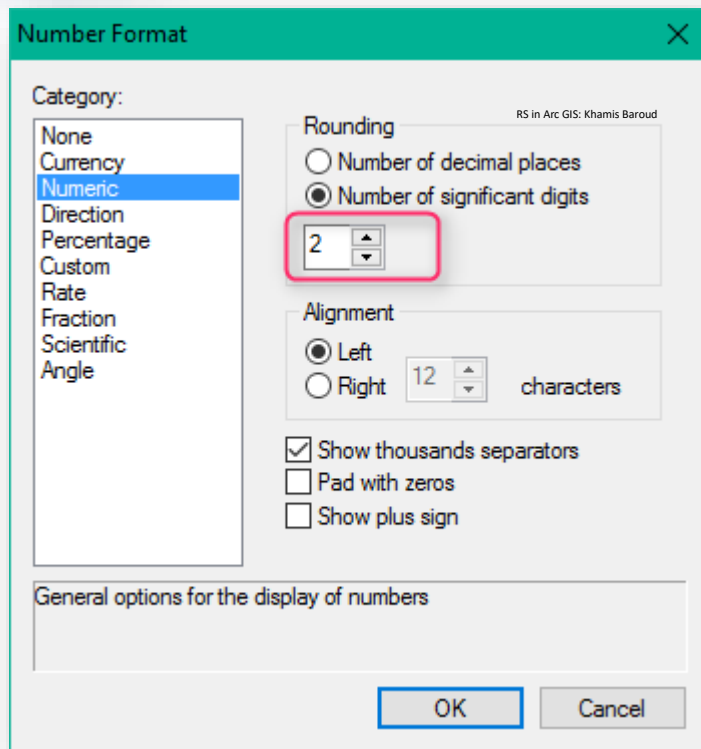 Number Format
Category:
None
Currency
Numeric
Direction
Percentage
Custom
Rate
Fraction
Scientific
Angle
RS in Arc GIS: Khamis Baroud
Rounding
Number of decimal places
Number of significant digits
2
Alignment
Left
Right 12 characters
Show thousands separators
Pad with zeros
Show plus sign
General options for the display of numbers
OK Cancel